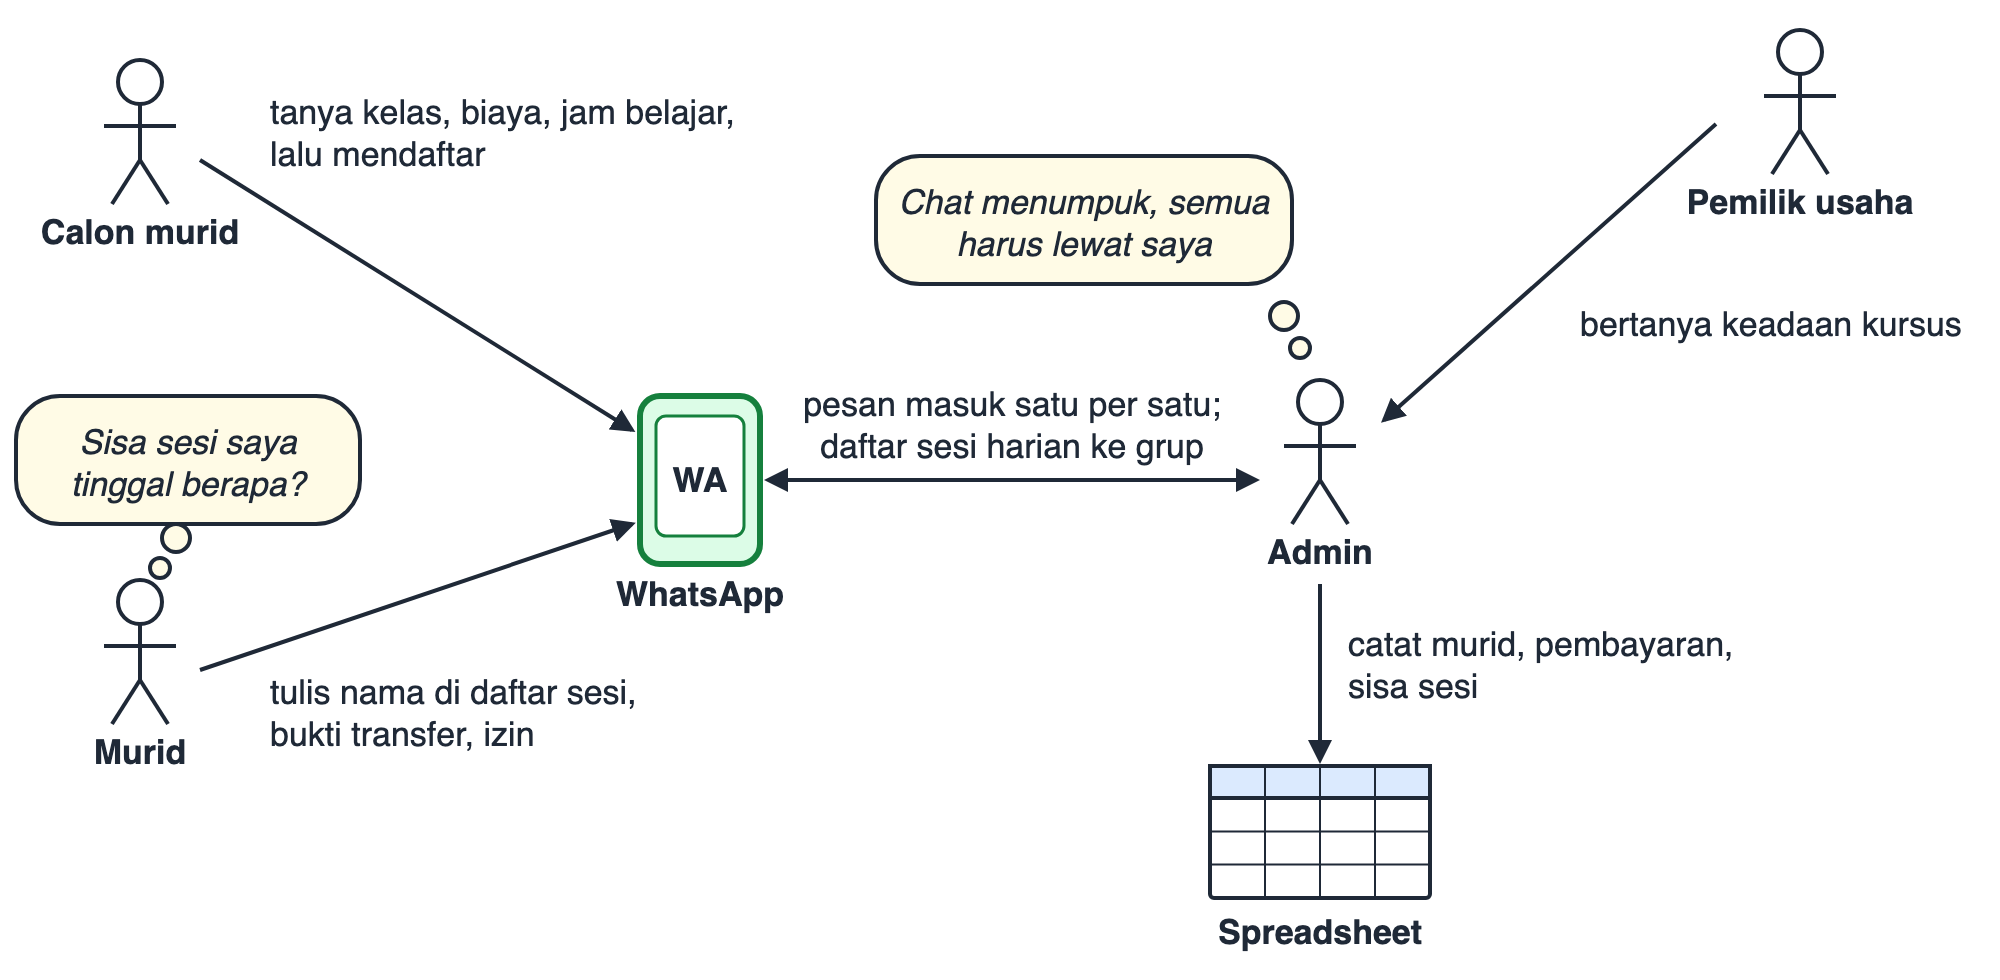 tanya kelas, biaya, jam belajar,
lalu mendaftar
Calon murid
Pemilik usaha
Chat menumpuk, semua
harus lewat saya
bertanya keadaan kursus
Sisa sesi saya
tinggal berapa?
WA
WhatsApp
pesan masuk satu per satu;
daftar sesi harian ke grup
Admin
tulis nama di daftar sesi,
bukti transfer, izin
Murid
catat murid, pembayaran,
sisa sesi
Spreadsheet